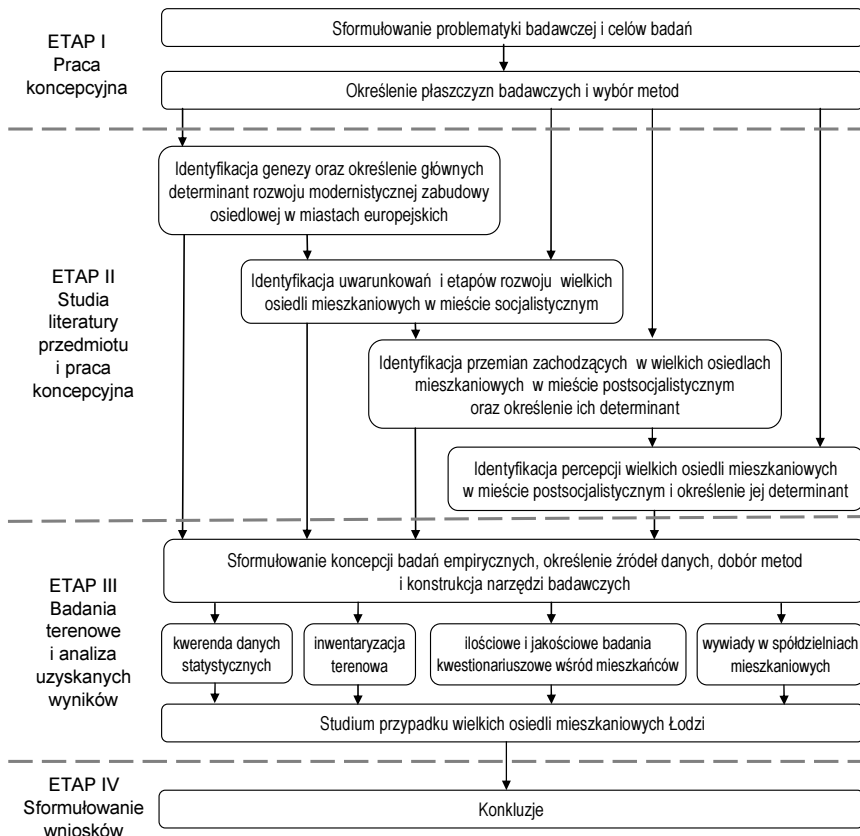 ETAP I
Praca
koncepcyjna
Sformułowanie problematyki badawczej i celów badań
Określenie płaszczyzn badawczych i wybór metod
ETAP II
Studia
literatury
przedmiotu
i praca
koncepcyjna
Identyfikacja genezy oraz określenie głównych
determinant rozwoju modernistycznej zabudowy
osiedlowej w miastach europejskich
Identyfikacja uwarunkowań i etapów rozwoju wielkich
osiedli mieszkaniowych w mieście socjalistycznym
Identyfikacja przemian zachodzących w wielkich osiedlach
mieszkaniowych w mieście postsocjalistycznym
oraz określenie ich determinant
Identyfikacja percepcji wielkich osiedli mieszkaniowych
w mieście postsocjalistycznym i określenie jej determinant
ETAP III
Badania
terenowe
i analiza
uzyskanych
wyników
Sformułowanie koncepcji badań empirycznych, określenie źródeł danych, dobór metod
i konstrukcja narzędzi badawczych
kwerenda danych
statystycznych
inwentaryzacja
terenowa
ilościowe i jakościowe badania
kwestionariuszowe wśród mieszkańców
wywiady w spółdzielniach
mieszkaniowych
Studium przypadku wielkich osiedli mieszkaniowych Łodzi
ETAP IV
Sformułowanie
wniosków
Konkluzje